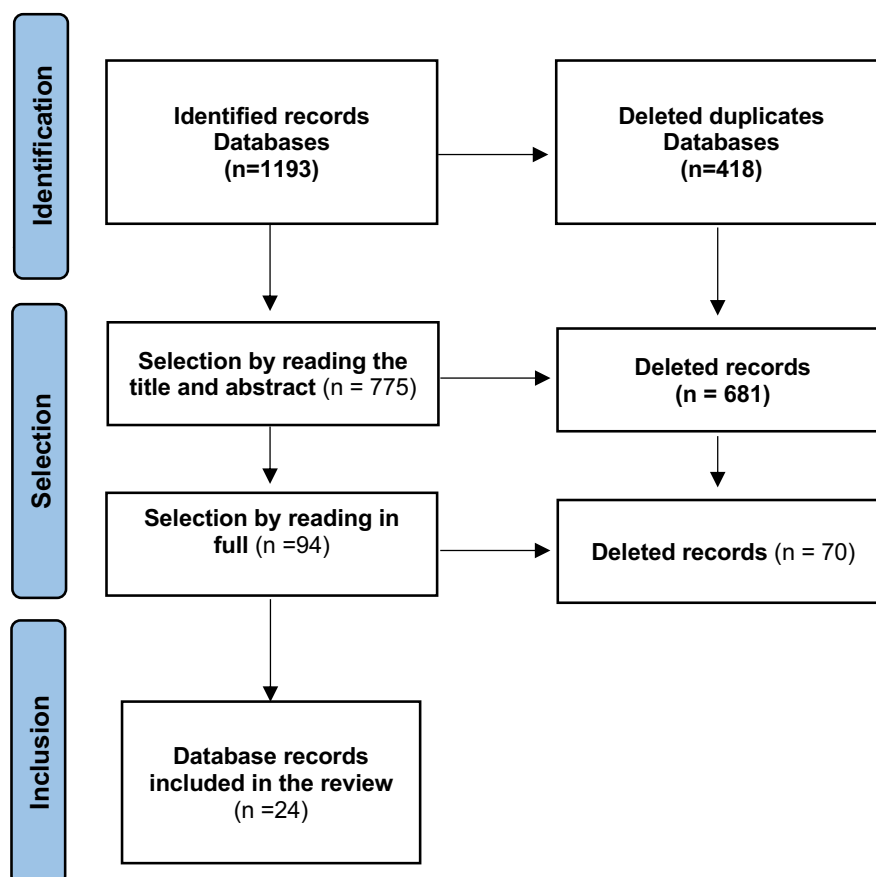 Identification
Identified records
Databases
(n=1193)
Deleted duplicates
Databases
(n=418)
Selection
Selection by reading the
title and abstract (n = 775)
Deleted records
(n = 681)
Selection by reading in
full (n =94)
Deleted records (n = 70)
Inclusion
Database records
included in the review
(n =24)